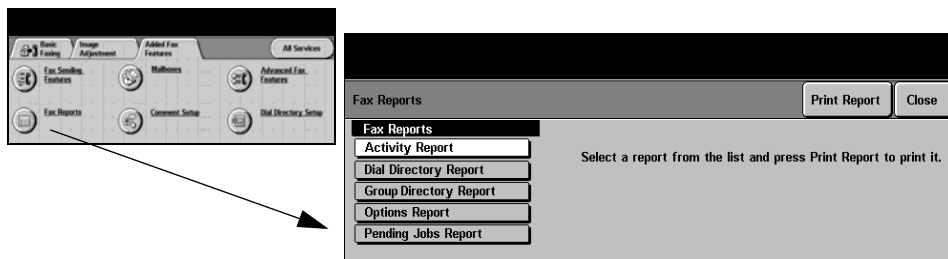 Basic Faxing
Image Adjustment
Added Fax Features
All Services
Fax Sending Features
Mailboxes
Advanced Fax Features
Fax Reports
Comment Setup
Dial Directory Setup
Fax Reports
Print Report
Close
Fax Reports
Activity Report
Select a report from the list and press Print Report to print it.
Dial Directory Report
Group Directory Report
Options Report
Pending Jobs Report